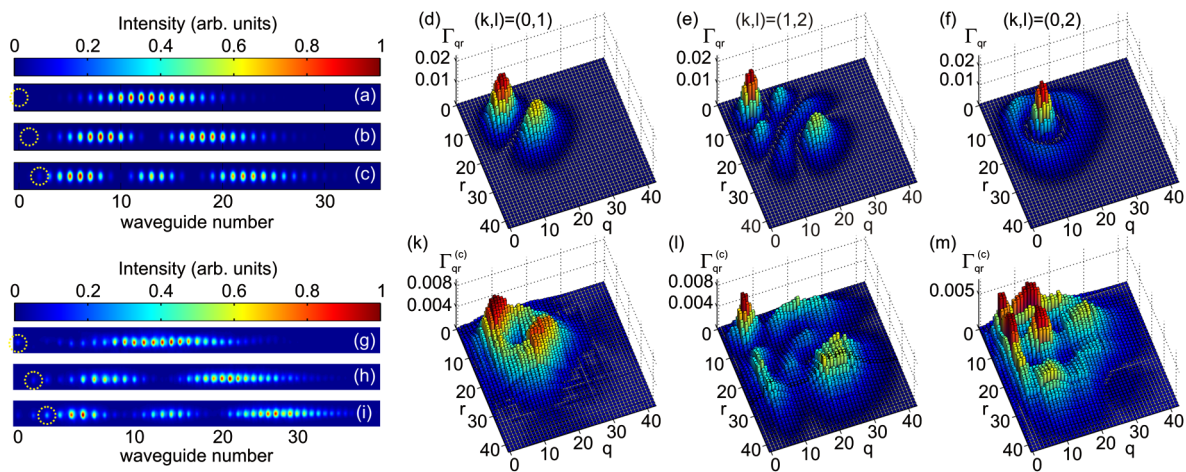 Intensity (arb. units)
0 0.2 0.4 0.6 0.8 1
(a)
(b)
(c)
0 10 20 30
waveguide number
(d) (k,l)=(0,1)
Γqr
0.02
0.01
0
10
20
30
40
r
0 10 20 30 40
q
(e) (k,l)=(1,2)
Γqr
0.02
0.01
0
10
20
30
40
r
0 10 20 30 40
q
(f) (k,l)=(0,2)
Γqr
0.02
0.01
0
10
20
30
40
r
0 10 20 30 40
q
Intensity (arb. units)
0 0.2 0.4 0.6 0.8 1
(g)
(h)
(i)
0 10 20 30
waveguide number
(k)
Γqr(c)
0.008
0.004
0
10
20
30
40
r
0 10 20 30 40
q
(l)
Γqr(c)
0.008
0.004
0
10
20
30
40
r
0 10 20 30 40
q
(m)
Γqr(c)
0.005
0
10
20
30
40
r
0 10 20 30 40
q